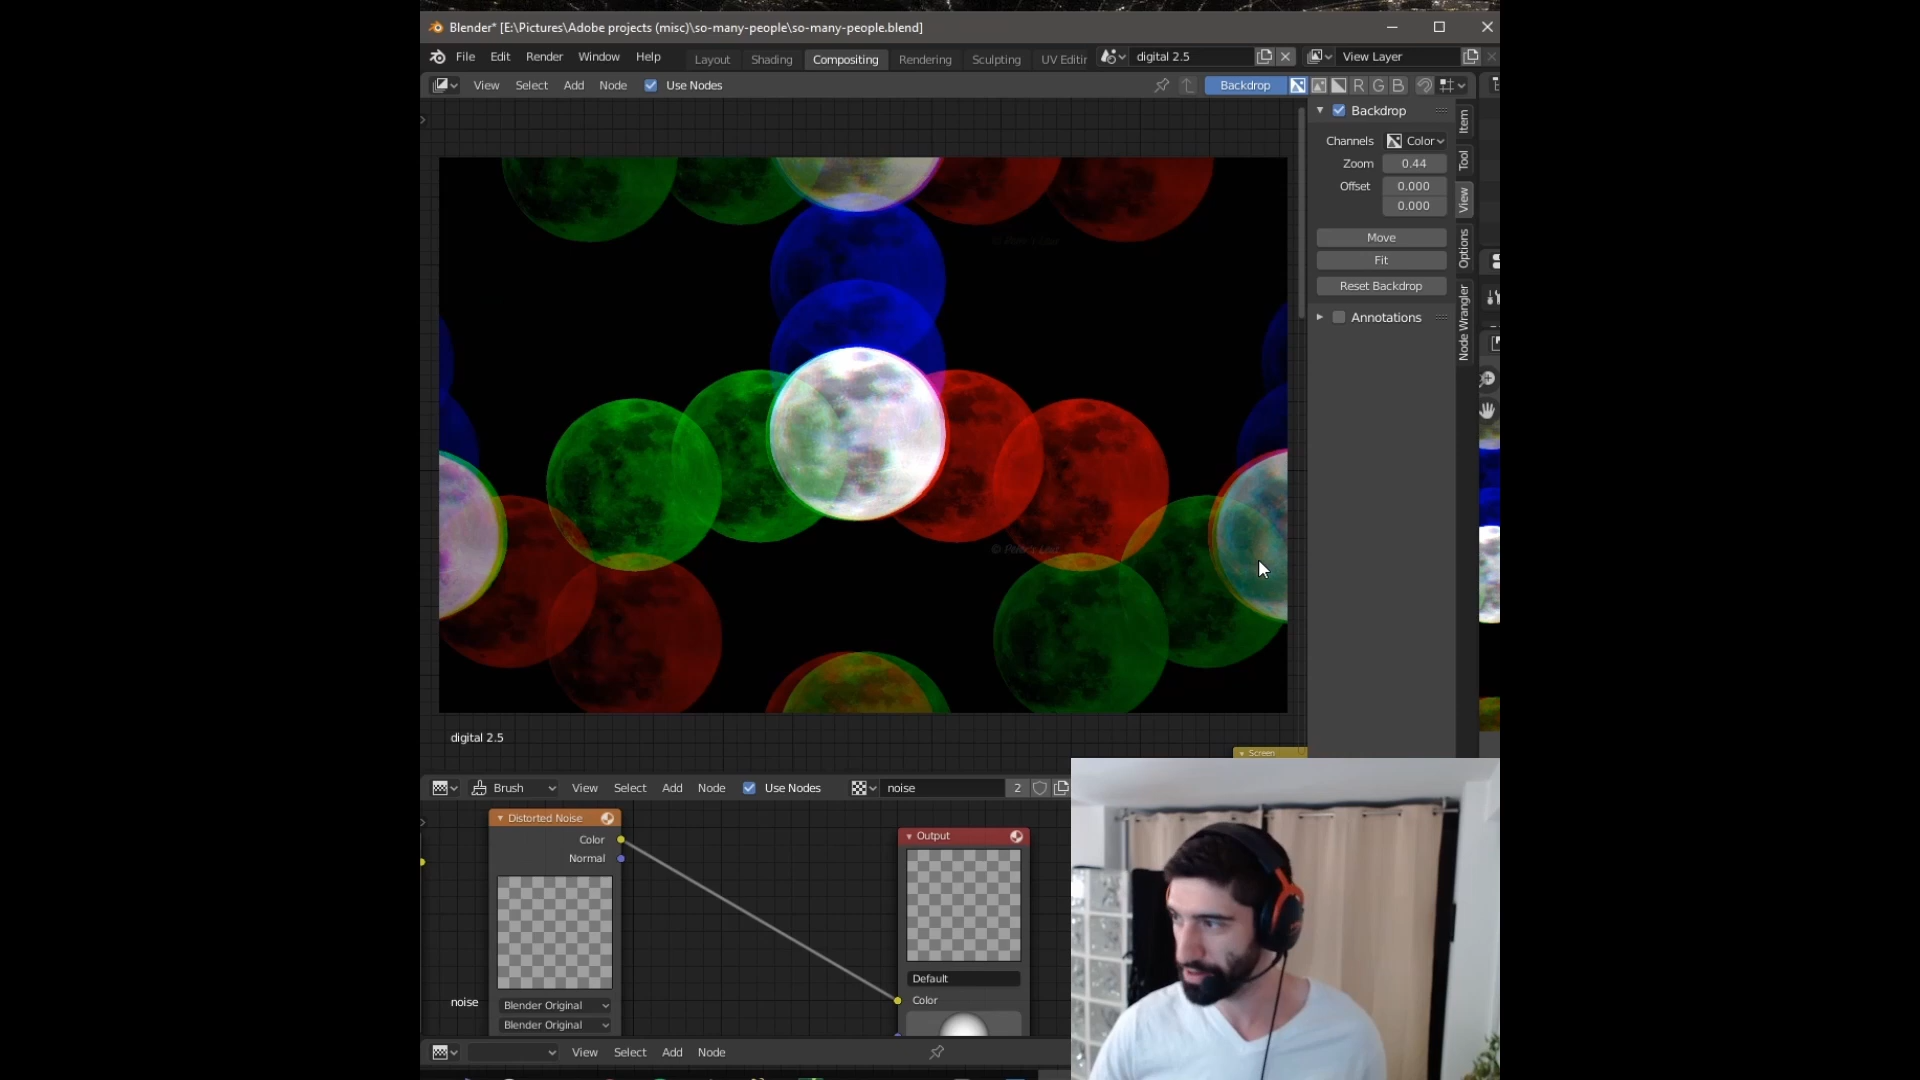 Blender* [E:\Pictures\Adobe projects (misc)\so-many-people\so-many-people.blend]
File Edit Render Window Help Layout Shading Compositing Rendering Sculpting UV Editin digital 2.5 View Layer
View Select Add Node Use Nodes Backdrop R G B
Backdrop
Channels Color
Zoom 0.44
Offset 0.000
0.000
Move
Fit
Reset Backdrop
Annotations
Item
Tool
View
Options
Node Wrangler
digital 2.5
Screen
Brush View Select Add Node Use Nodes noise 2
Distorted Noise
Color
Normal
Blender Original
Blender Original
Output
Default
Color
noise
View Select Add Node